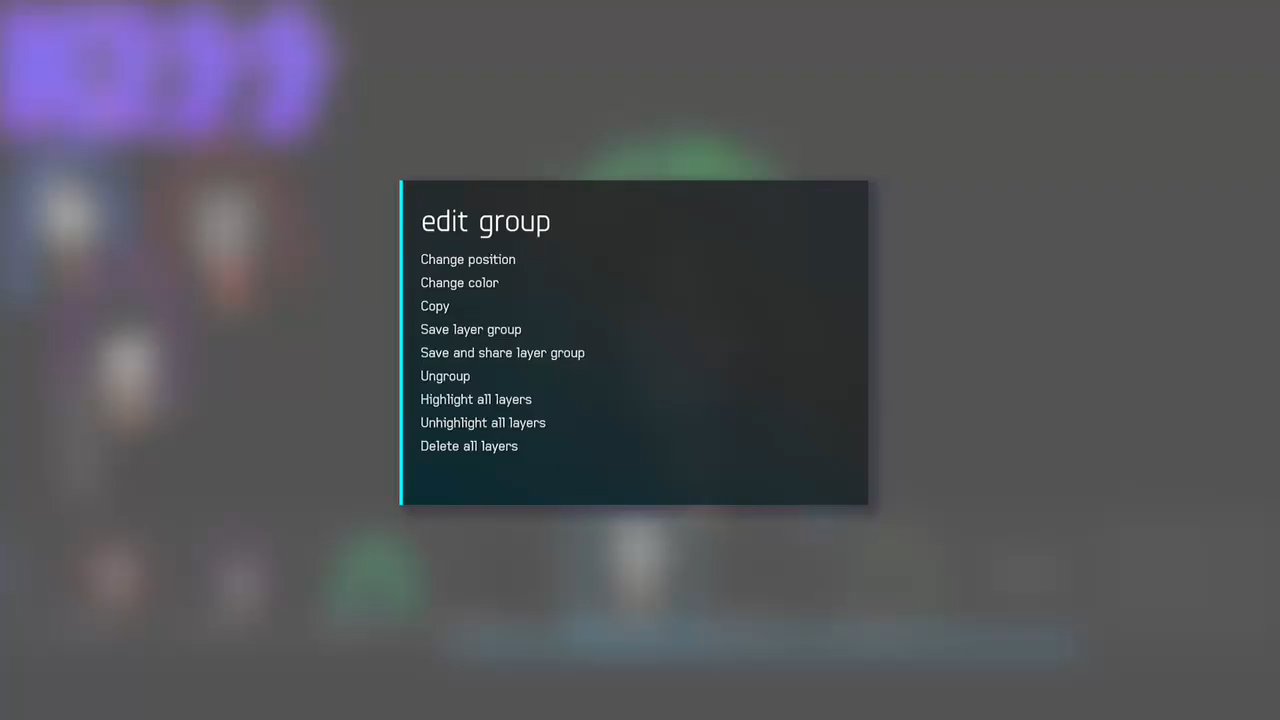 edit group
Change position
Change color
Copy
Save layer group
Save and share layer group
Ungroup
Highlight all layers
Unhighlight all layers
Delete all layers